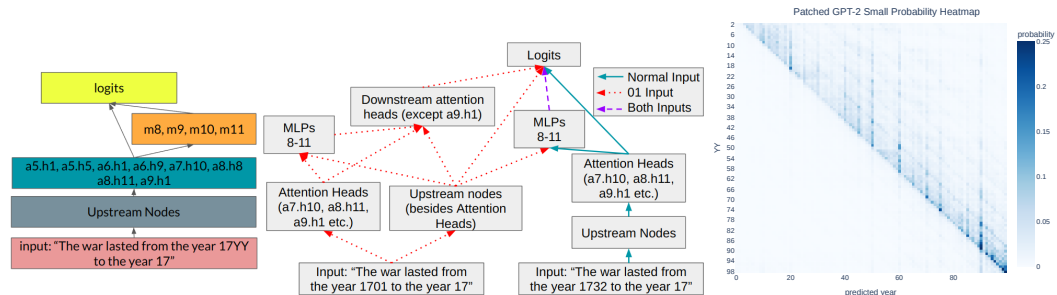 logits
m8, m9, m10, m11
a5.h1, a5.h5, a6.h1, a6.h9, a7.h10, a8.h8
a8.h11, a9.h1
Upstream Nodes
input: “The war lasted from the year 17YY
to the year 17”
Logits
Normal Input
01 Input
Both Inputs
Downstream attention
heads (except a9.h1)
MLPs
8-11
MLPs
8-11
Attention Heads
(a7.h10, a8.h11,
a9.h1 etc.)
Upstream nodes
(besides Attention
Heads)
Attention Heads
(a7.h10, a8.h11,
a9.h1 etc.)
Upstream Nodes
Input: “The war lasted from
the year 1701 to the year 17”
Input: “The war lasted from
the year 1732 to the year 17”
Patched GPT-2 Small Probability Heatmap
YY
2
6
10
14
18
22
26
30
34
38
42
46
50
54
58
62
66
70
74
78
82
86
90
94
98
0
20
40
60
80
predicted year
probability
0.25
0.2
0.15
0.1
0.05
0